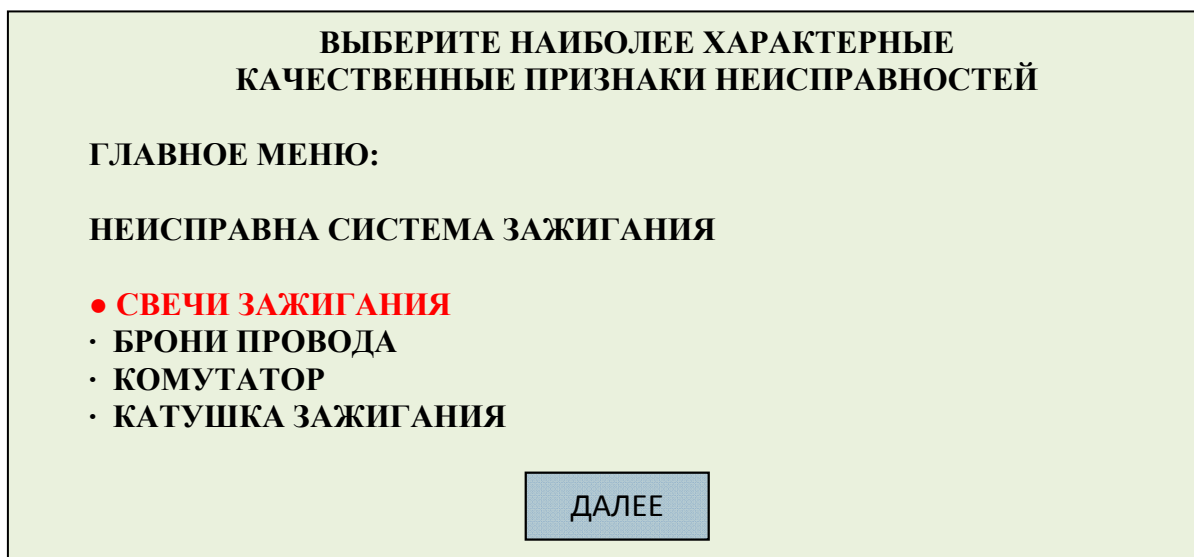 ВЫБЕРИТЕ НАИБОЛЕЕ ХАРАКТЕРНЫЕ
КАЧЕСТВЕННЫЕ ПРИЗНАКИ НЕИСПРАВНОСТЕЙ
ГЛАВНОЕ МЕНЮ:
НЕИСПРАВНА СИСТЕМА ЗАЖИГАНИЯ
● СВЕЧИ ЗАЖИГАНИЯ
· БРОНИ ПРОВОДА
· КОМУТАТОР
· КАТУШКА ЗАЖИГАНИЯ
ДАЛЕЕ